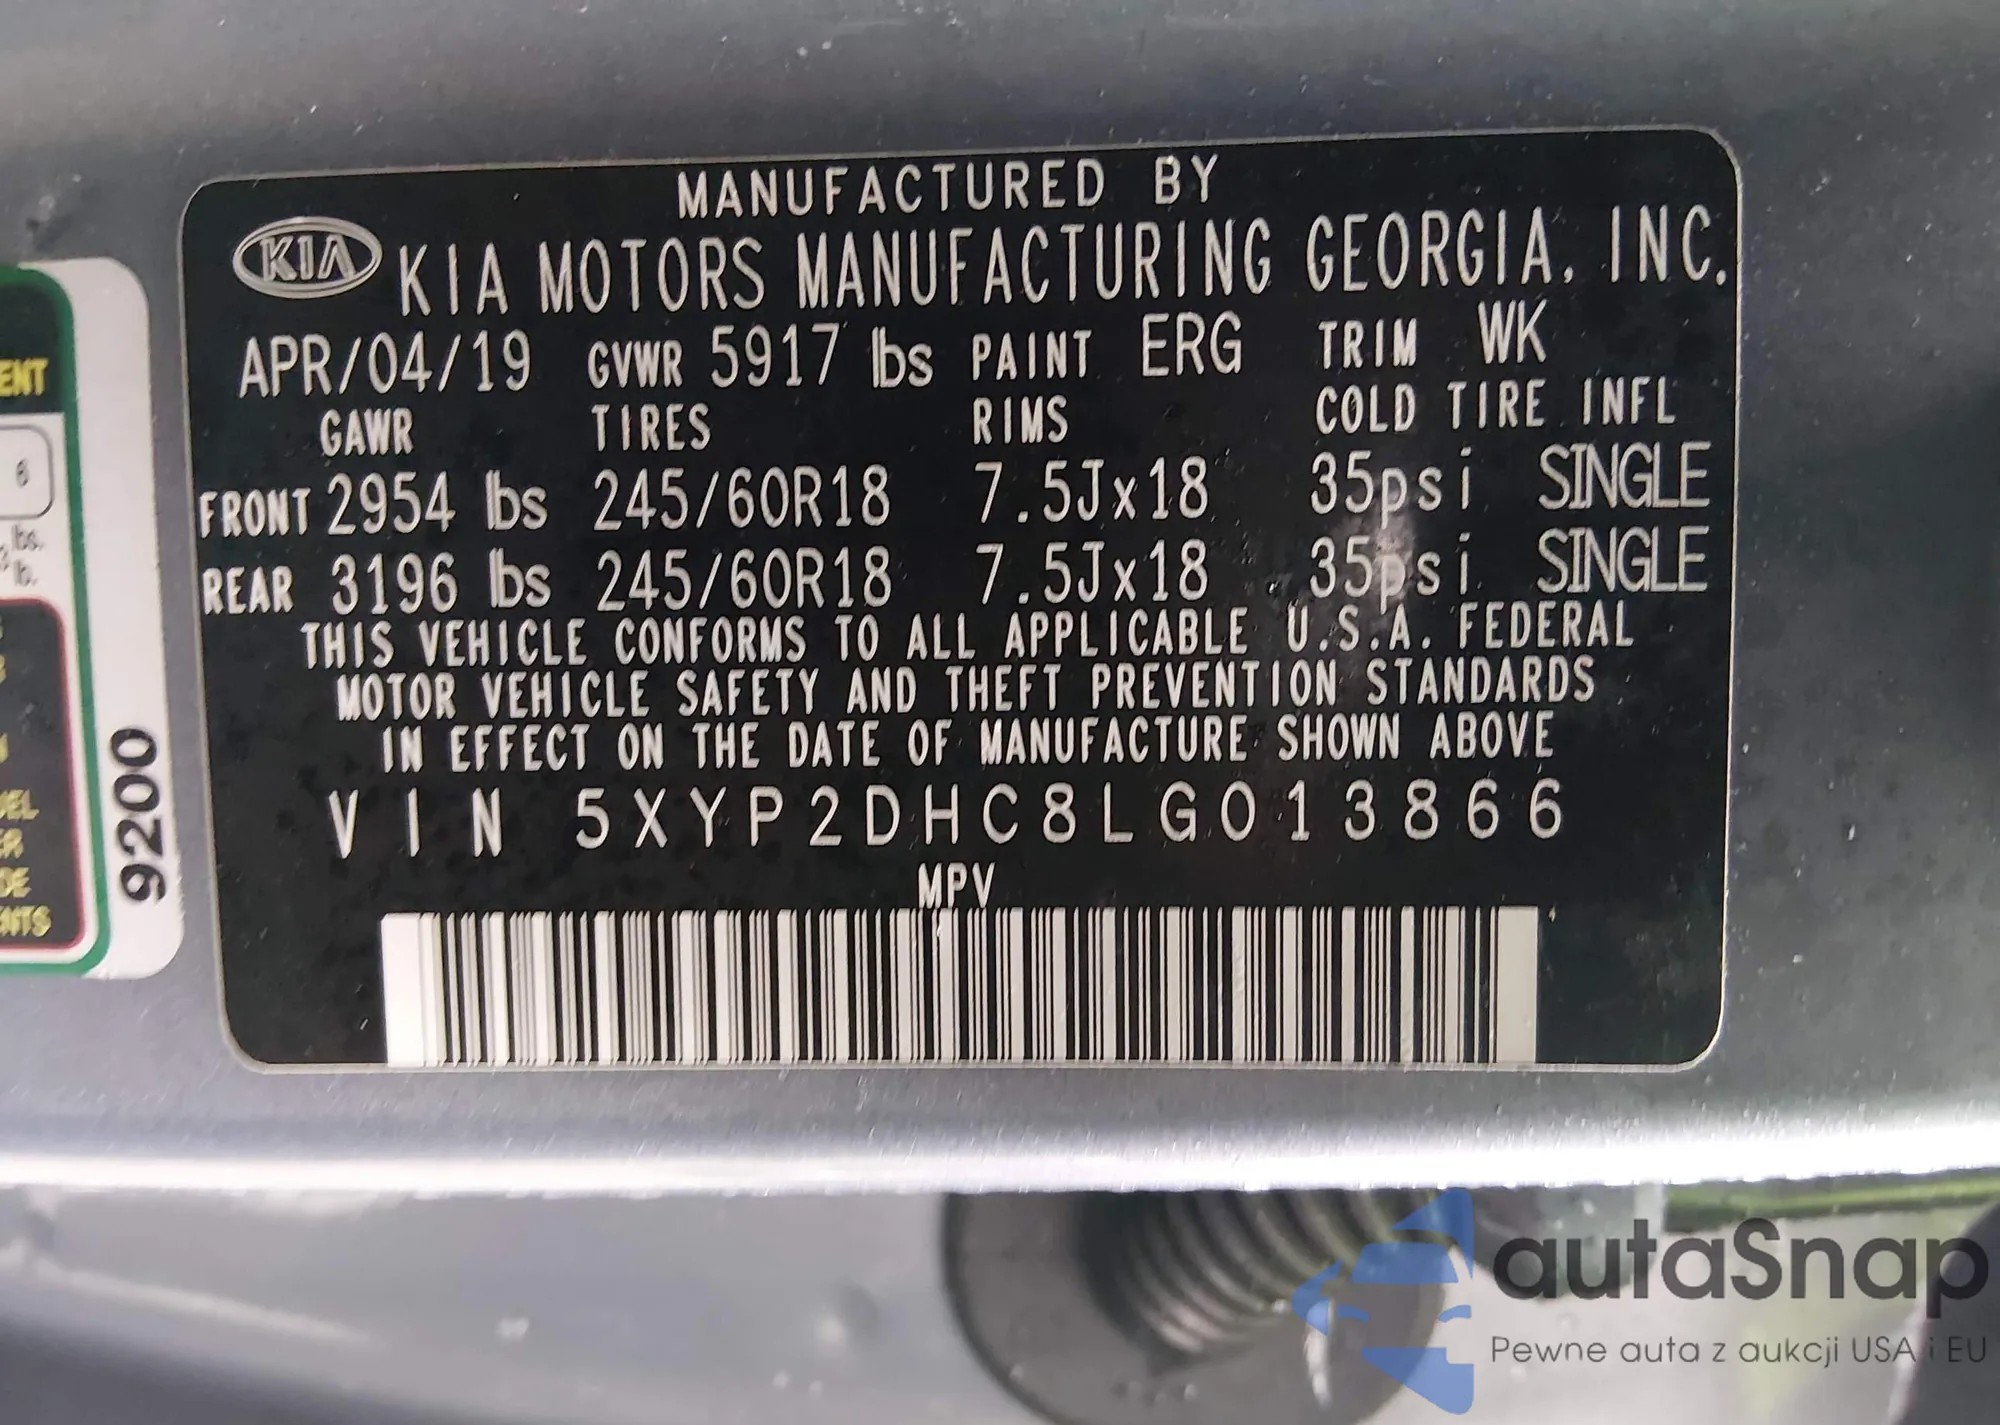 MANUFACTURED BY
KIA KIA MOTORS MANUFACTURING GEORGIA, INC.
APR/04/19 GVWR 5917 lbs PAINT ERG TRIM WK
GAWR TIRES RIMS COLD TIRE INFL
FRONT 2954 lbs 245/60R18 7.5Jx18 35psi SINGLE
REAR 3196 lbs 245/60R18 7.5Jx18 35psi SINGLE
THIS VEHICLE CONFORMS TO ALL APPLICABLE U.S.A. FEDERAL
MOTOR VEHICLE SAFETY AND THEFT PREVENTION STANDARDS
IN EFFECT ON THE DATE OF MANUFACTURE SHOWN ABOVE
VIN 5XYP2DHC8LG013866
MPV
9200
6
lbs.
lb.
autaSnap
Pewne auta z aukcji USA i EU